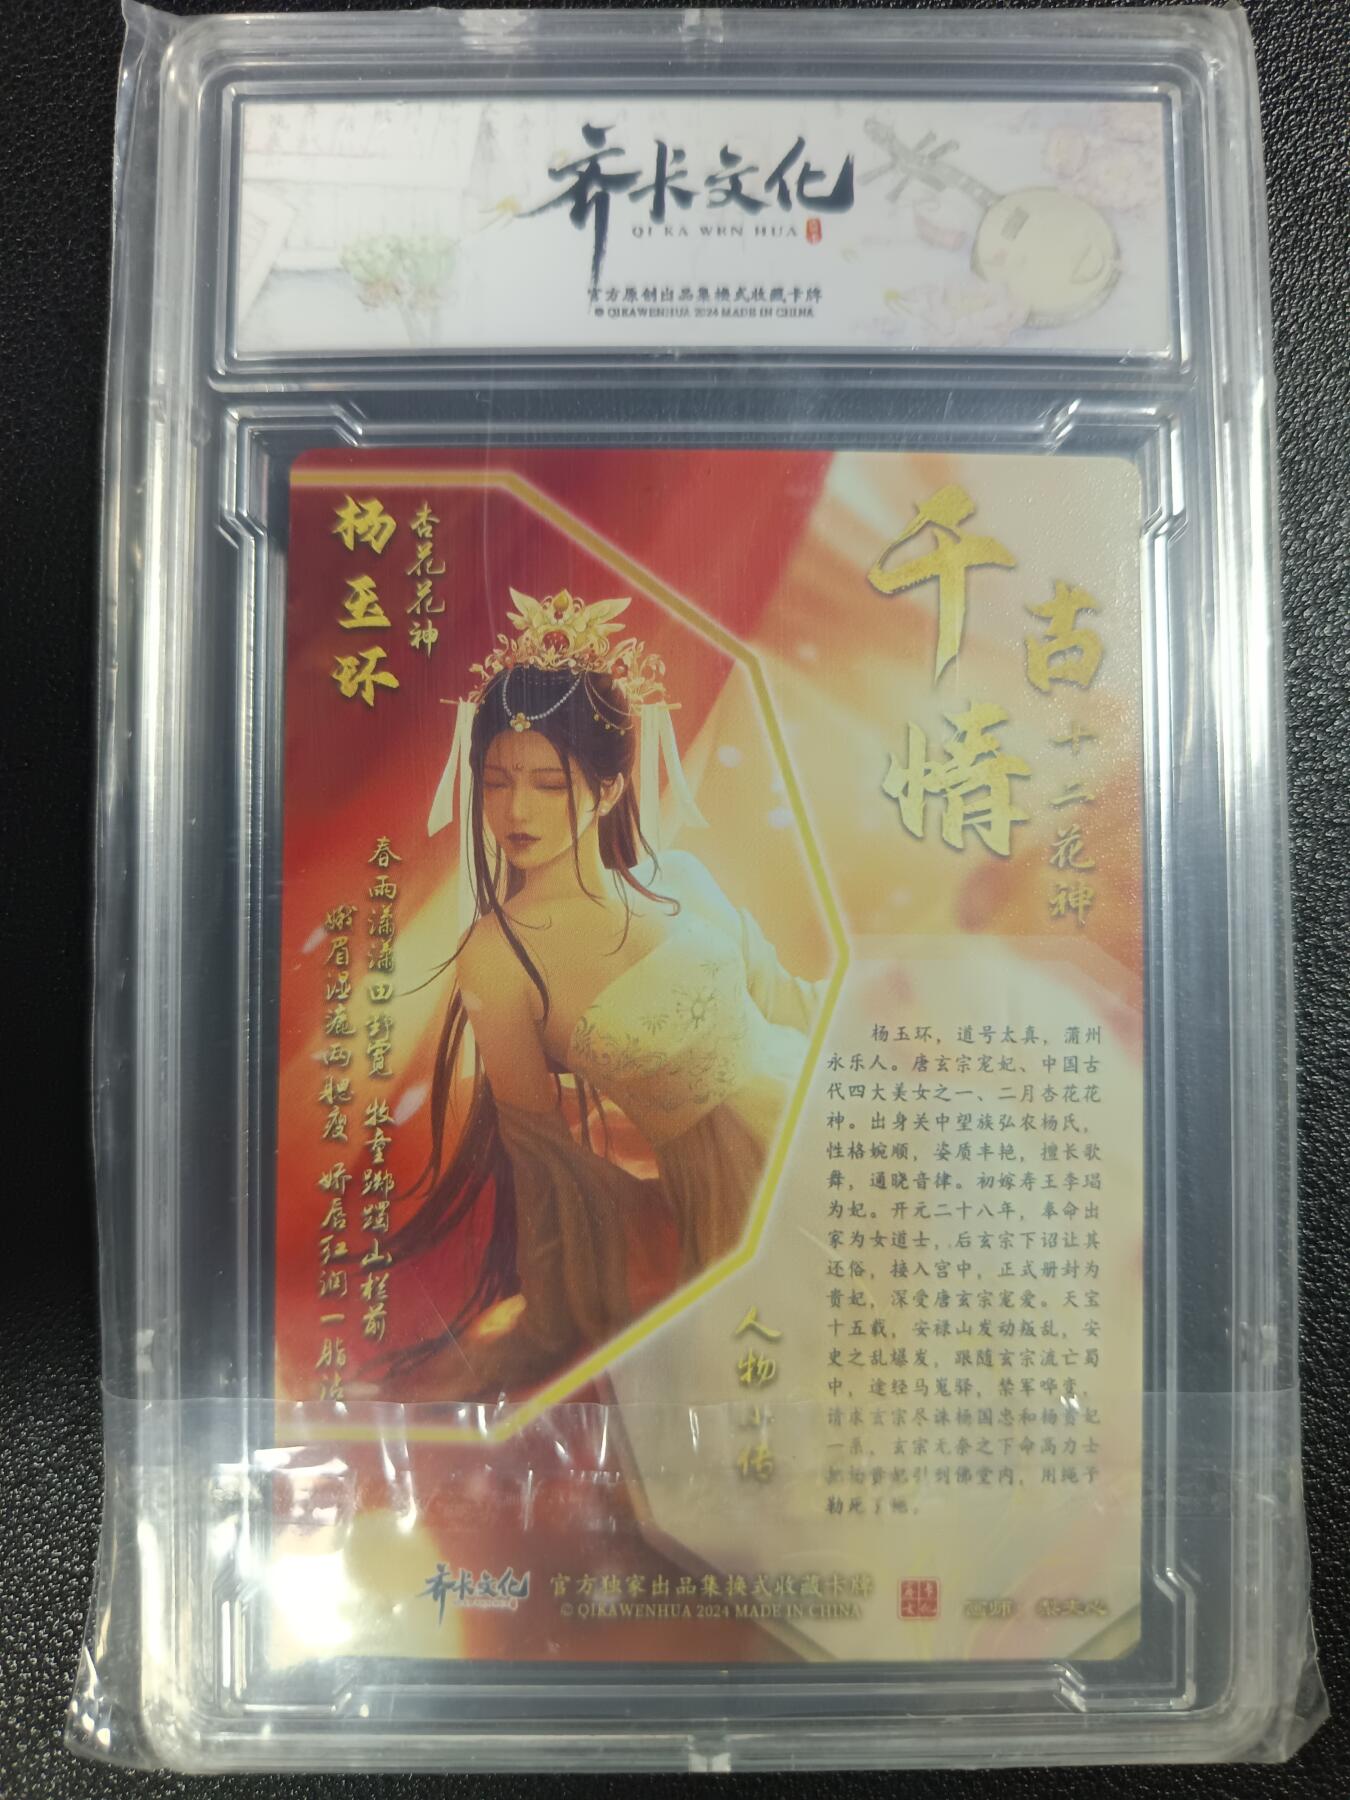 齐卡文化
QI KA WEN HUA
官方原创出品集换式收藏卡牌
© QIKAWENHUA 2024 MADE IN CHINA
千古情
十二花神
杏花花神
杨玉环
春雨潇潇田野宽 牧童踯躅山栏前
娥眉湿漉两肥瘦 娇唇红润一脂沾
杨玉环，道号太真，蒲州
永乐人。唐玄宗宠妃、中国古
代四大美女之一、二月杏花花
神。出身关中望族弘农杨氏，
性格婉顺，姿质丰艳，擅长歌
舞，通晓音律。初嫁寿王李瑁
为妃。开元二十八年，奉命出
家为女道士，后玄宗下诏让其
还俗，接入宫中，正式册封为
贵妃，深受唐玄宗宠爱。天宝
十五载，安禄山发动叛乱，安
史之乱爆发，跟随玄宗流亡蜀
中，途经马嵬驿，禁军哗变，
请求玄宗尽诛杨国忠和杨贵妃
一系，玄宗无奈之下命高力士
把杨贵妃引到佛堂内，用绳子
勒死了她。
人物小传
齐卡文化
官方独家出品集换式收藏卡牌
© QIKAWENHUA 2024 MADE IN CHINA
画师